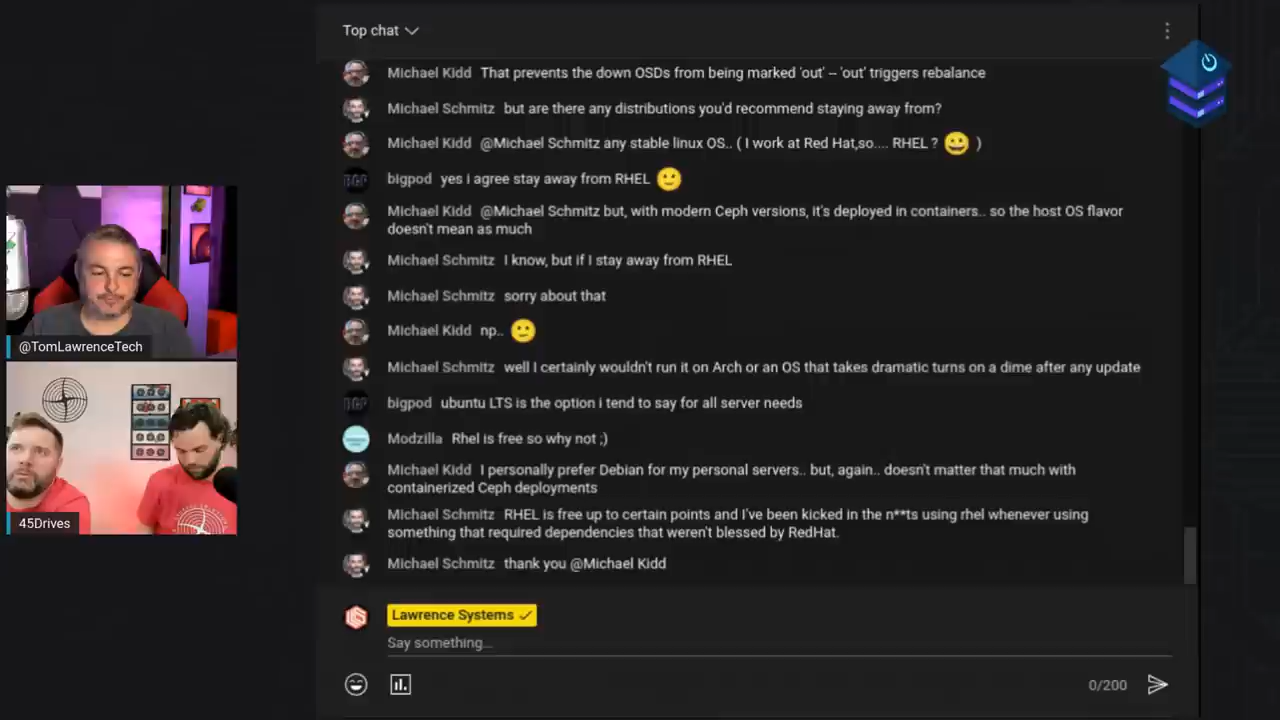 Top chat
Michael Kidd That prevents the down OSDs from being marked 'out' -- 'out' triggers rebalance
Michael Schmitz but are there any distributions you'd recommend staying away from?
Michael Kidd @Michael Schmitz any stable linux OS.. ( I work at Red Hat,so.... RHEL ? 😀 )
bigpod yes i agree stay away from RHEL 🙂
Michael Kidd @Michael Schmitz but, with modern Ceph versions, it's deployed in containers.. so the host OS flavor
doesn't mean as much
Michael Schmitz I know, but if I stay away from RHEL
Michael Schmitz sorry about that
Michael Kidd np.. 🙂
Michael Schmitz well I certainly wouldn't run it on Arch or an OS that takes dramatic turns on a dime after any update
bigpod ubuntu LTS is the option i tend to say for all server needs
Modzilla Rhel is free so why not ;)
Michael Kidd I personally prefer Debian for my personal servers.. but, again.. doesn't matter that much with
containerized Ceph deployments
Michael Schmitz RHEL is free up to certain points and I've been kicked in the n**ts using rhel whenever using
something that required dependencies that weren't blessed by RedHat.
Michael Schmitz thank you @Michael Kidd
Lawrence Systems
Say something...
0/200
@TomLawrenceTech
45Drives